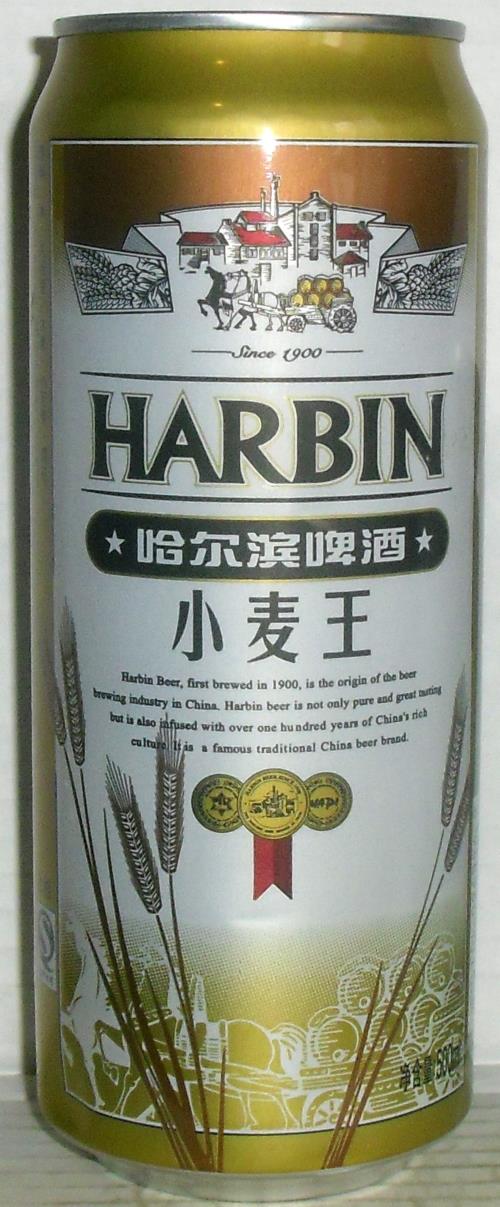 Since 1900
HARBIN
★哈尔滨啤酒★
小麦王
Harbin Beer, first brewed in 1900, is the origin of the beer
brewing industry in China. Harbin beer is not only pure and great tasting
but is also infused with over one hundred years of China's rich
culture. It is a famous traditional China beer brand.
净含量:580ml